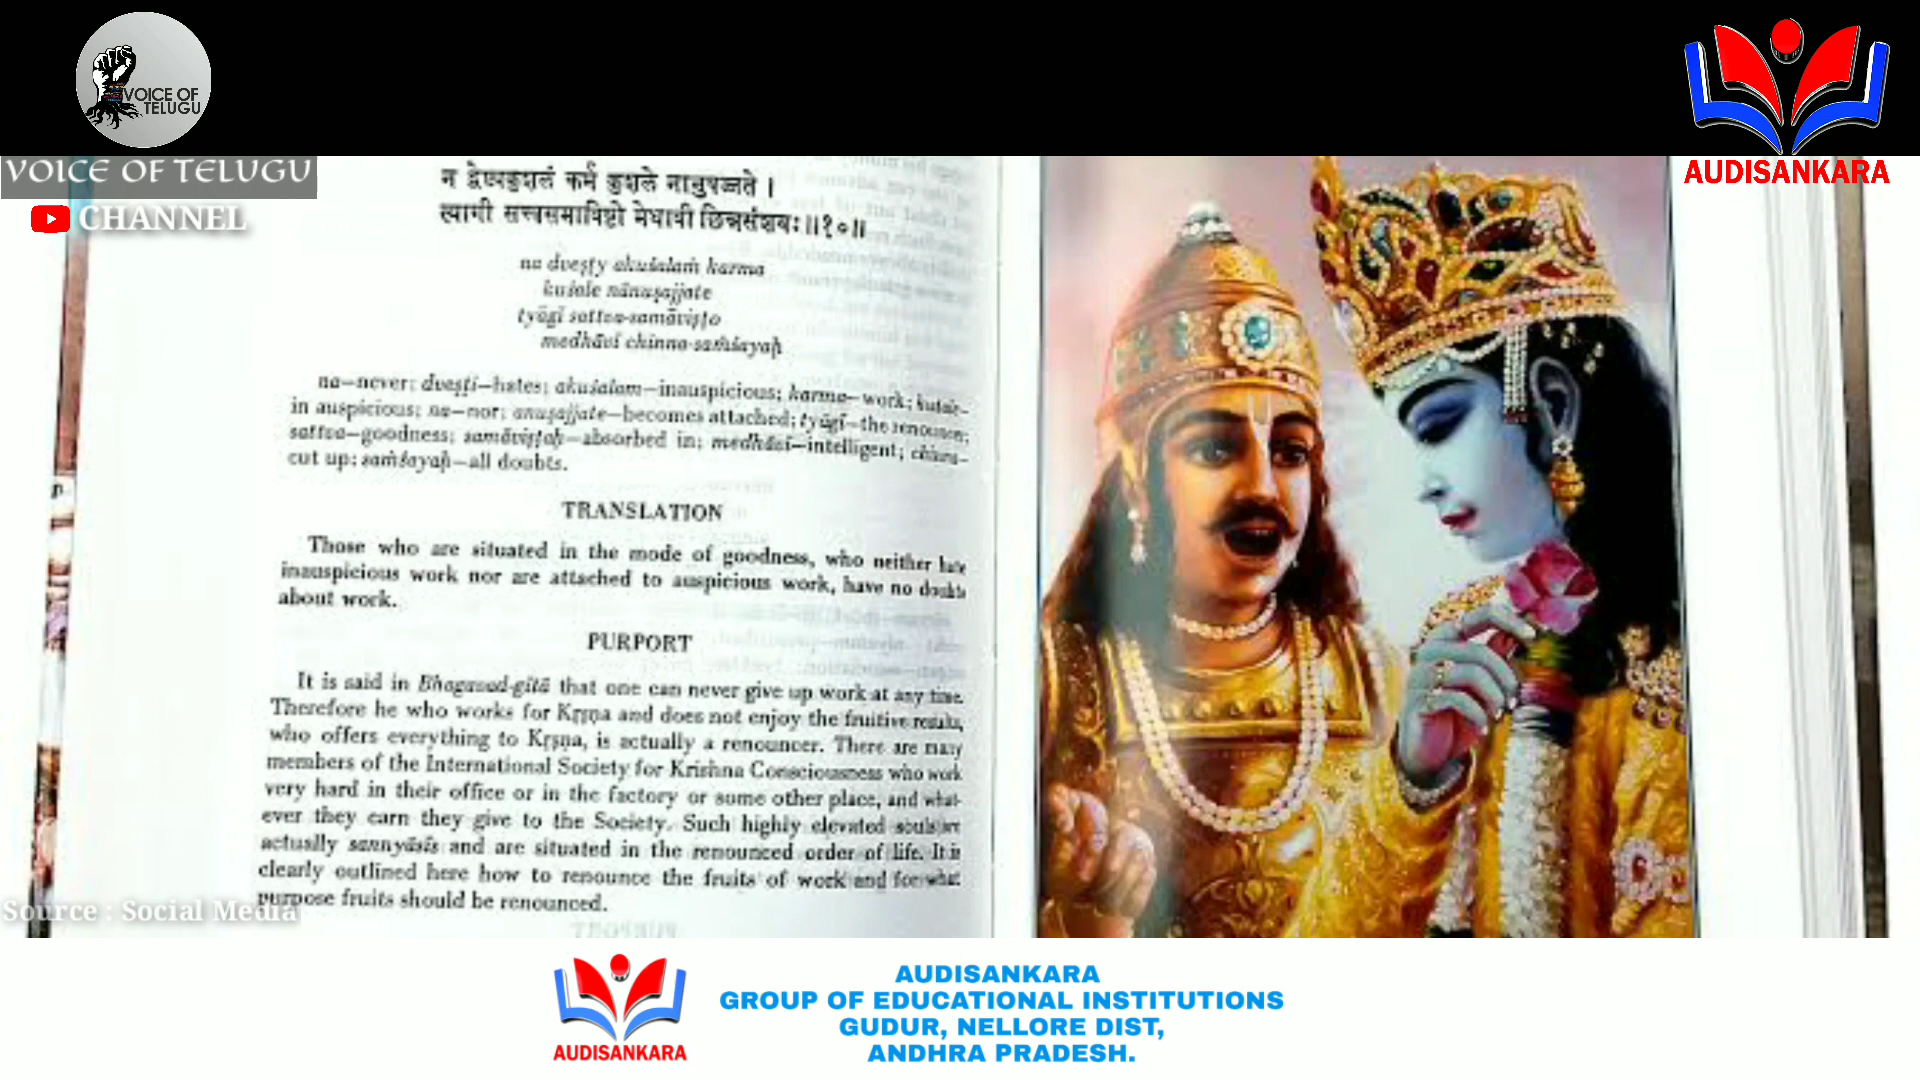 VOICE OF
TELUGU
VOICE OF TELUGU
CHANNEL
AUDISANKARA
न द्वेष्ट्यकुशलं कर्म कुशले नानुषज्जते ।
त्यागी सत्त्वसमाविष्टो मेधावी छिन्नसंशयः॥१०॥
na dveṣṭy akuśalaṁ karma
kuśale nānuṣajjate
tyāgī sattva-samāviṣṭo
medhāvī chinna-saṁśayaḥ
na—never; dveṣṭi—hates; akuśalam—inauspicious; karma—work; kuśale—
in auspicious; na—nor; anuṣajjate—becomes attached; tyāgī—the renouncer;
sattva—goodness; samāviṣṭaḥ—absorbed in; medhāvī—intelligent; chinna—
cut up; saṁśayaḥ—all doubts.
TRANSLATION
Those who are situated in the mode of goodness, who neither hate
inauspicious work nor are attached to auspicious work, have no doubts
about work.
PURPORT
It is said in Bhagavad-gītā that one can never give up work at any time.
Therefore he who works for Kṛṣṇa and does not enjoy the fruitive results,
who offers everything to Kṛṣṇa, is actually a renouncer. There are many
members of the International Society for Krishna Consciousness who work
very hard in their office or in the factory or some other place, and what-
ever they earn they give to the Society. Such highly elevated souls are
actually sannyāsīs and are situated in the renounced order of life. It is
clearly outlined here how to renounce the fruits of work and for what
purpose fruits should be renounced.
Source : Social Media
AUDISANKARA
AUDISANKARA
GROUP OF EDUCATIONAL INSTITUTIONS
GUDUR, NELLORE DIST,
ANDHRA PRADESH.